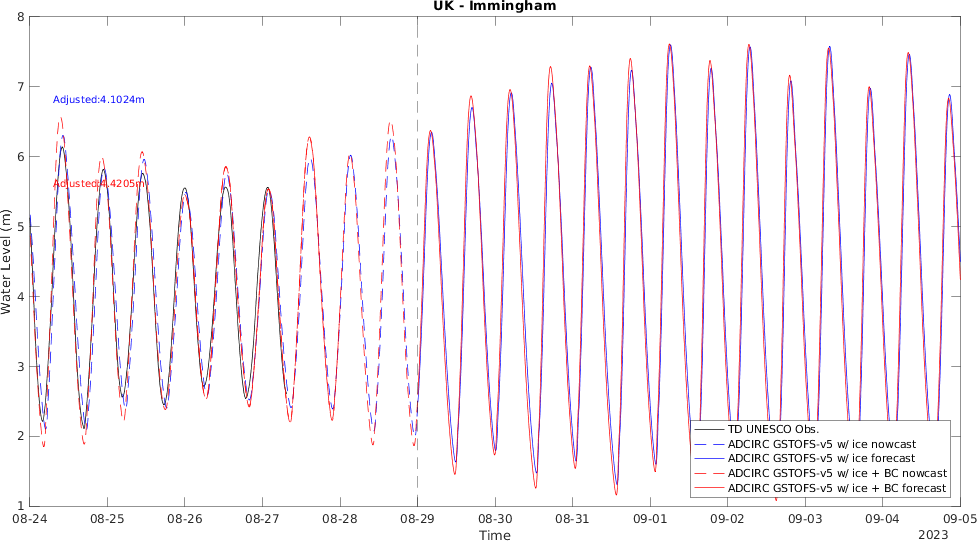 UK - Immingham
8
7
6
5
4
3
2
1
Water Level (m)
Adjusted:4.1024m
Adjusted:4.4205m
TD UNESCO Obs.
ADCIRC GSTOFS-v5 w/ ice nowcast
ADCIRC GSTOFS-v5 w/ ice forecast
ADCIRC GSTOFS-v5 w/ ice + BC nowcast
ADCIRC GSTOFS-v5 w/ ice + BC forecast
08-24 08-25 08-26 08-27 08-28 08-29 08-30 08-31 09-01 09-02 09-03 09-04 09-05
Time
2023